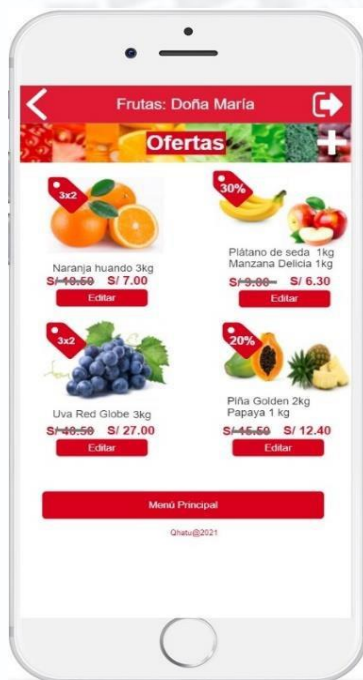 Frutas: Doña María
Ofertas
3x2
30%
Naranja huando 3kg
S/ 10.50 S/ 7.00
Editar
Plátano de seda 1kg
Manzana Delicia 1kg
S/ 9.00 S/ 6.30
Editar
3x2
20%
Uva Red Globe 3kg
S/ 40.50 S/ 27.00
Editar
Piña Golden 2kg
Papaya 1 kg
S/ 15.50 S/ 12.40
Editar
Menú Principal
Qhatu@2021